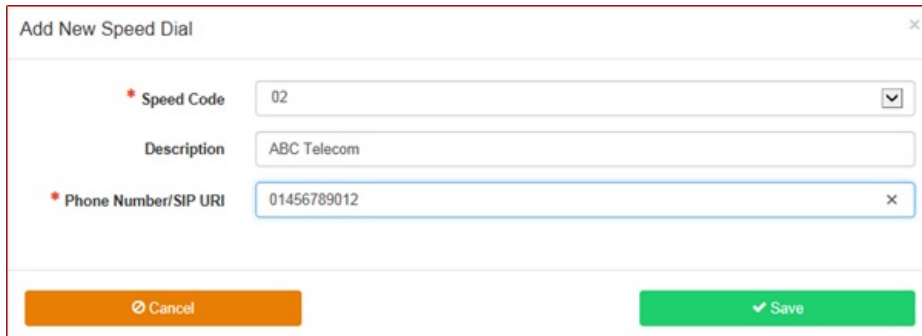 Add New Speed Dial
* Speed Code 02
Description ABC Telecom
* Phone Number/SIP URI 01456789012
Cancel Save